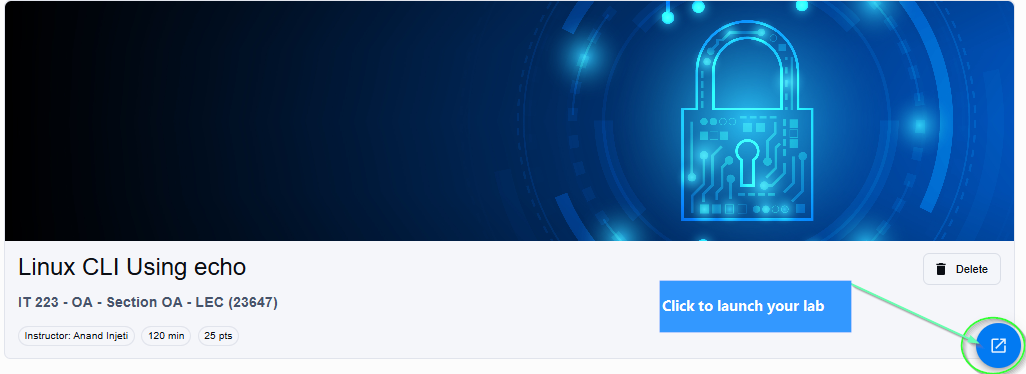 Linux CLI Using echo
Delete
IT 223 - OA - Section OA - LEC (23647)
Click to launch your lab
Instructor: Anand Injeti
120 min
25 pts